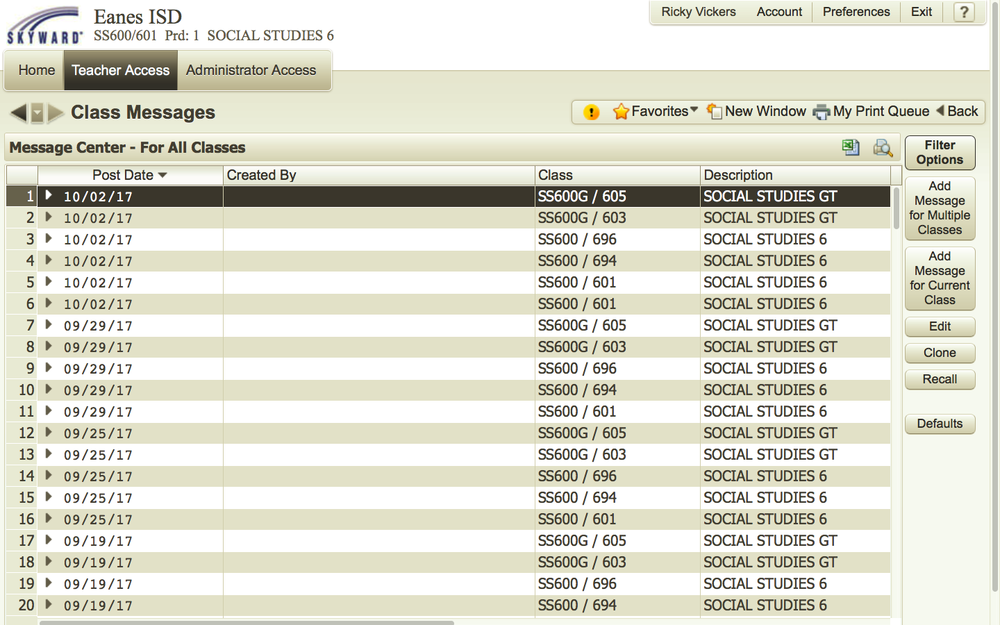 SKYWARD
Eanes ISD
SS600/601 Prd: 1 SOCIAL STUDIES 6
Ricky Vickers Account Preferences Exit ?
Home Teacher Access Administrator Access
Class Messages
! Favorites New Window My Print Queue Back
Message Center - For All Classes
Post Date Created By Class Description
1 10/02/17 SS600G / 605 SOCIAL STUDIES GT
2 10/02/17 SS600G / 603 SOCIAL STUDIES GT
3 10/02/17 SS600 / 696 SOCIAL STUDIES 6
4 10/02/17 SS600 / 694 SOCIAL STUDIES 6
5 10/02/17 SS600 / 601 SOCIAL STUDIES 6
6 10/02/17 SS600 / 601 SOCIAL STUDIES 6
7 09/29/17 SS600G / 605 SOCIAL STUDIES GT
8 09/29/17 SS600G / 603 SOCIAL STUDIES GT
9 09/29/17 SS600 / 696 SOCIAL STUDIES 6
10 09/29/17 SS600 / 694 SOCIAL STUDIES 6
11 09/29/17 SS600 / 601 SOCIAL STUDIES 6
12 09/25/17 SS600G / 605 SOCIAL STUDIES GT
13 09/25/17 SS600G / 603 SOCIAL STUDIES GT
14 09/25/17 SS600 / 696 SOCIAL STUDIES 6
15 09/25/17 SS600 / 694 SOCIAL STUDIES 6
16 09/25/17 SS600 / 601 SOCIAL STUDIES 6
17 09/19/17 SS600G / 605 SOCIAL STUDIES GT
18 09/19/17 SS600G / 603 SOCIAL STUDIES GT
19 09/19/17 SS600 / 696 SOCIAL STUDIES 6
20 09/19/17 SS600 / 694 SOCIAL STUDIES 6
Filter
Options
Add
Message
for Multiple
Classes
Add
Message
for Current
Class
Edit
Clone
Recall
Defaults